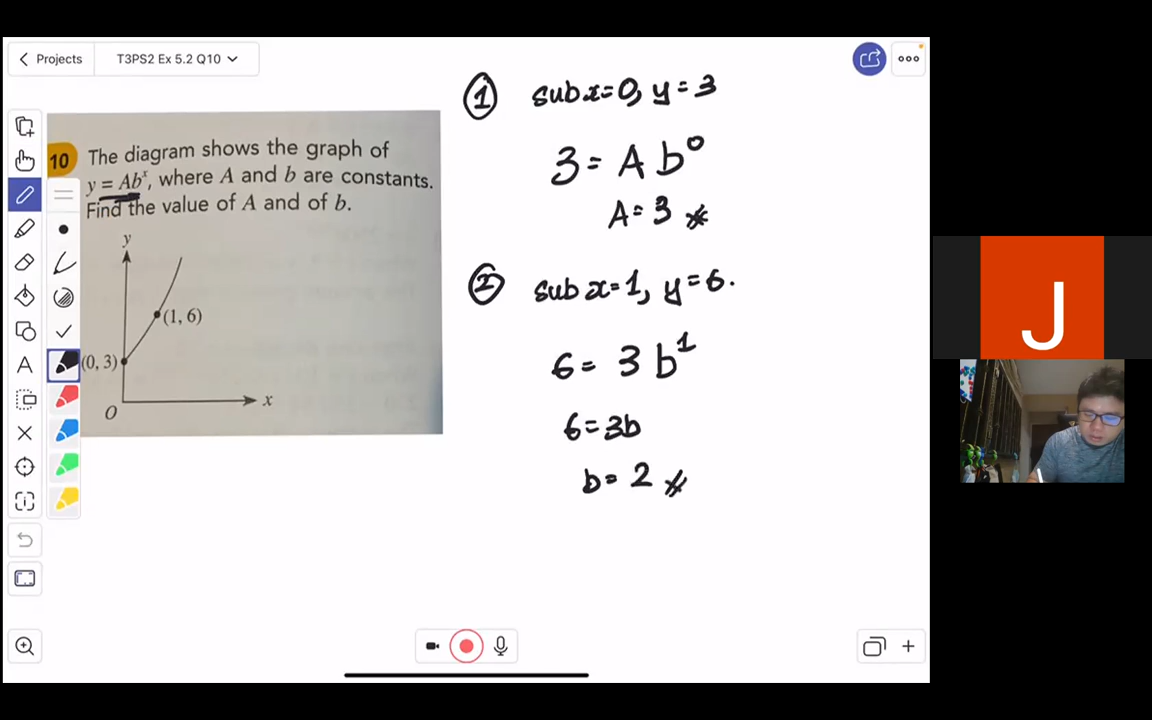 Projects
T3PS2 Ex 5.2 Q10
10 The diagram shows the graph of
y = Ab^x, where A and b are constants.
Find the value of A and of b.
y
(1, 6)
(0, 3)
O
x
① sub x=0, y=3
3 = A b^0
A = 3
② sub x=1, y=6.
6 = 3 b^1
6=3b
b = 2
A
J